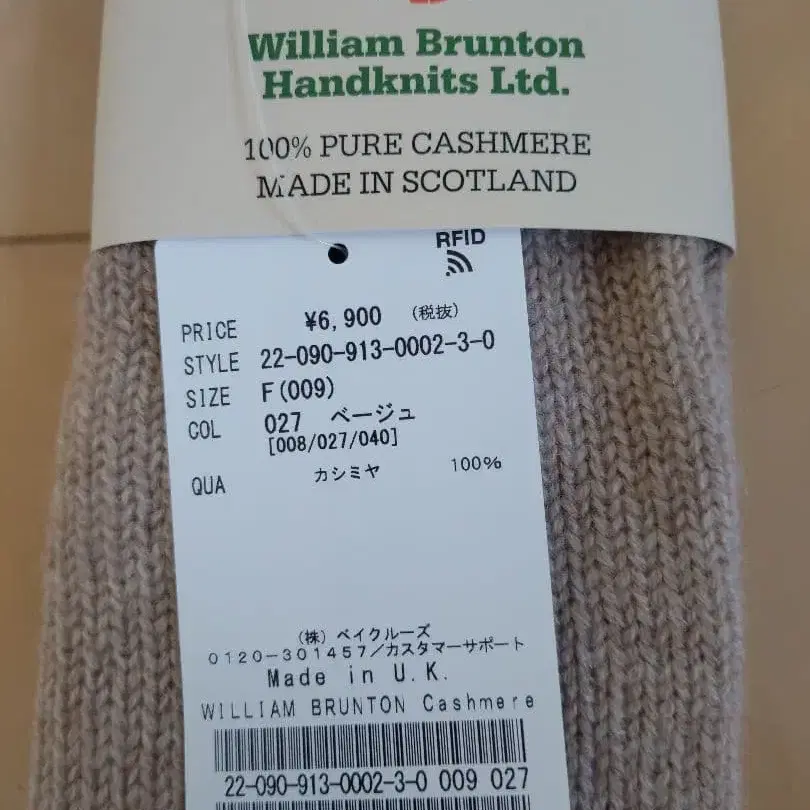 William Brunton
Handknits Ltd.
100% PURE CASHMERE
MADE IN SCOTLAND
RFID
PRICE ¥6,900 (税抜)
STYLE 22-090-913-0002-3-0
SIZE F(009)
COL 027 ベージュ
[008/027/040]
QUA カシミヤ 100%
(株) ベイクルーズ
0120-301457/カスタマーサポート
Made in U.K.
WILLIAM BRUNTON Cashmere
22-090-913-0002-3-0 009 027